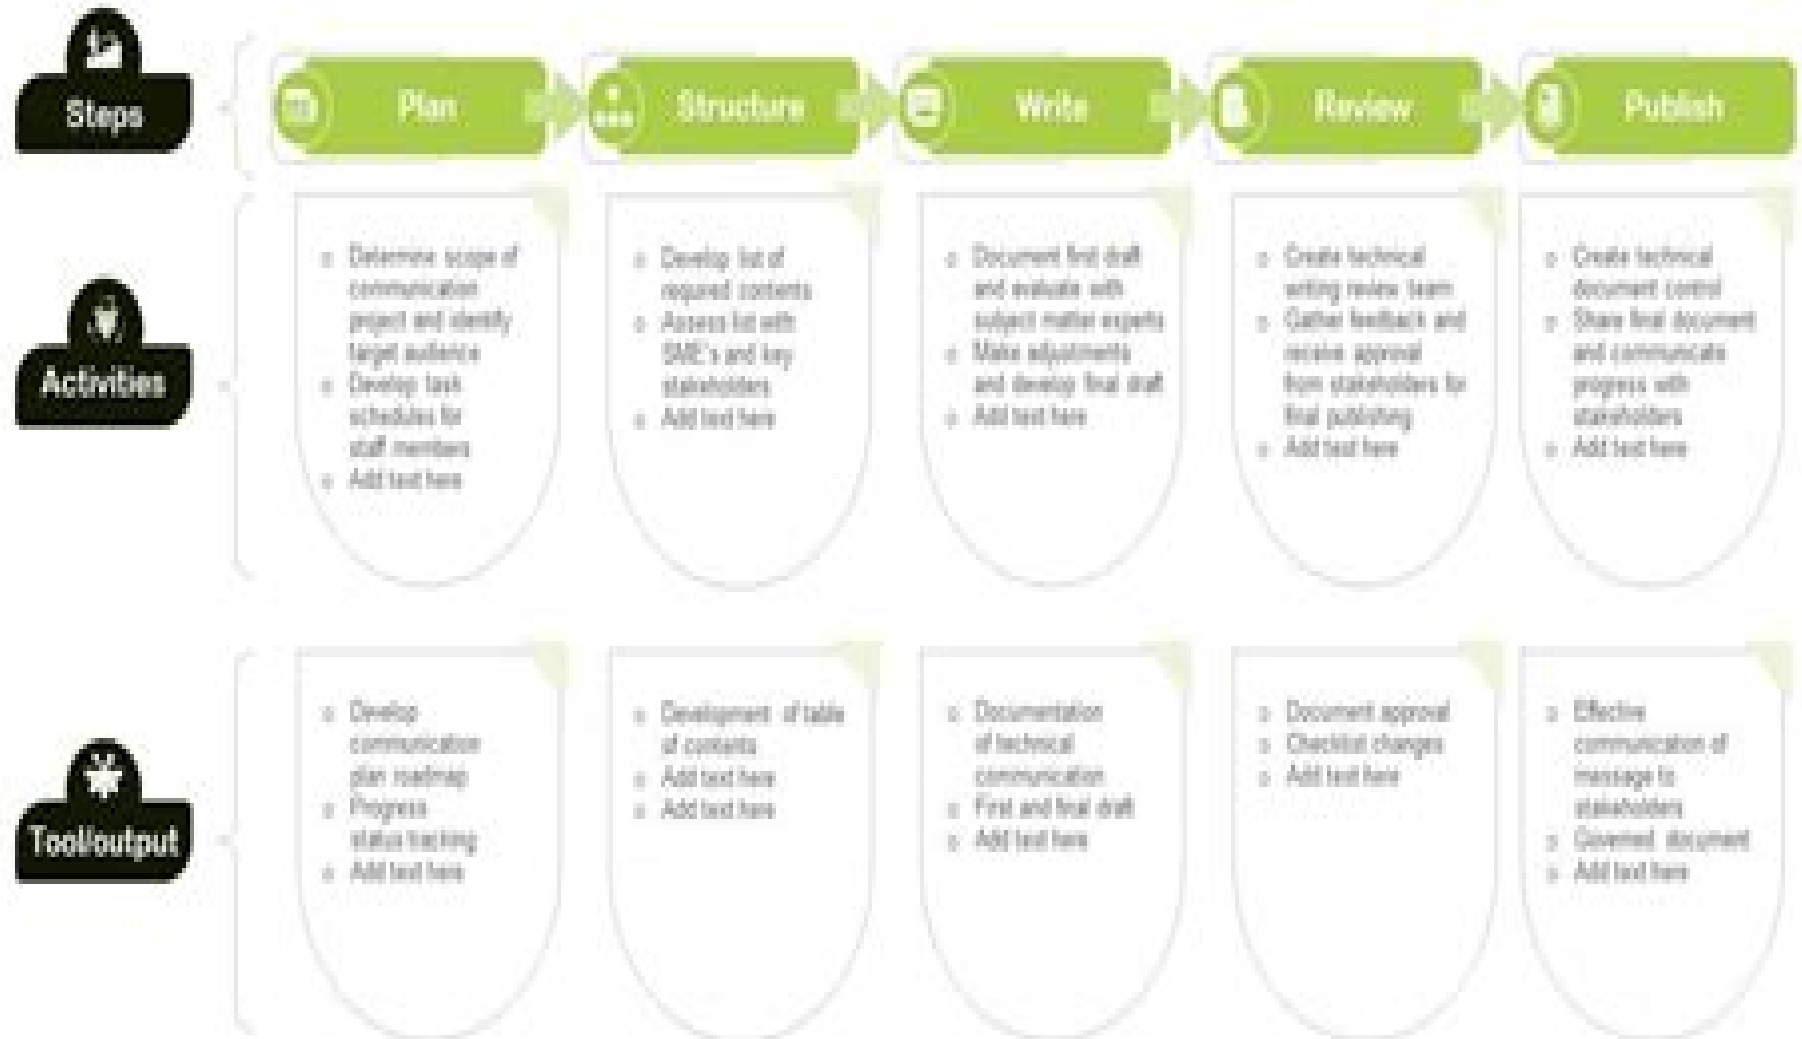 Steps
Plan
Structure
Write
Review
Publish
Activities
Determine scope of
communication
project and identify
target audience
Develop task
schedules for
staff members
Add text here
Develop list of
required contents
Assess list with
SME's and key
stakeholders
Add text here
Document first draft
and evaluate with
subject matter experts
Make adjustments
and develop final draft
Add text here
Create technical
writing review team
Gather feedback and
receive approval
from stakeholders for
final publishing
Add text here
Create technical
document control
Share final document
and communicate
progress with
stakeholders
Add text here
Tool/output
Develop
communication
plan roadmap
Progress
status tracking
Add text here
Development of table
of contents
Add text here
Add text here
Documentation
of technical
communication
First and final draft
Add text here
Document approval
Checklist changes
Add text here
Effective
communication of
message to
stakeholders
Governed document
Add text here